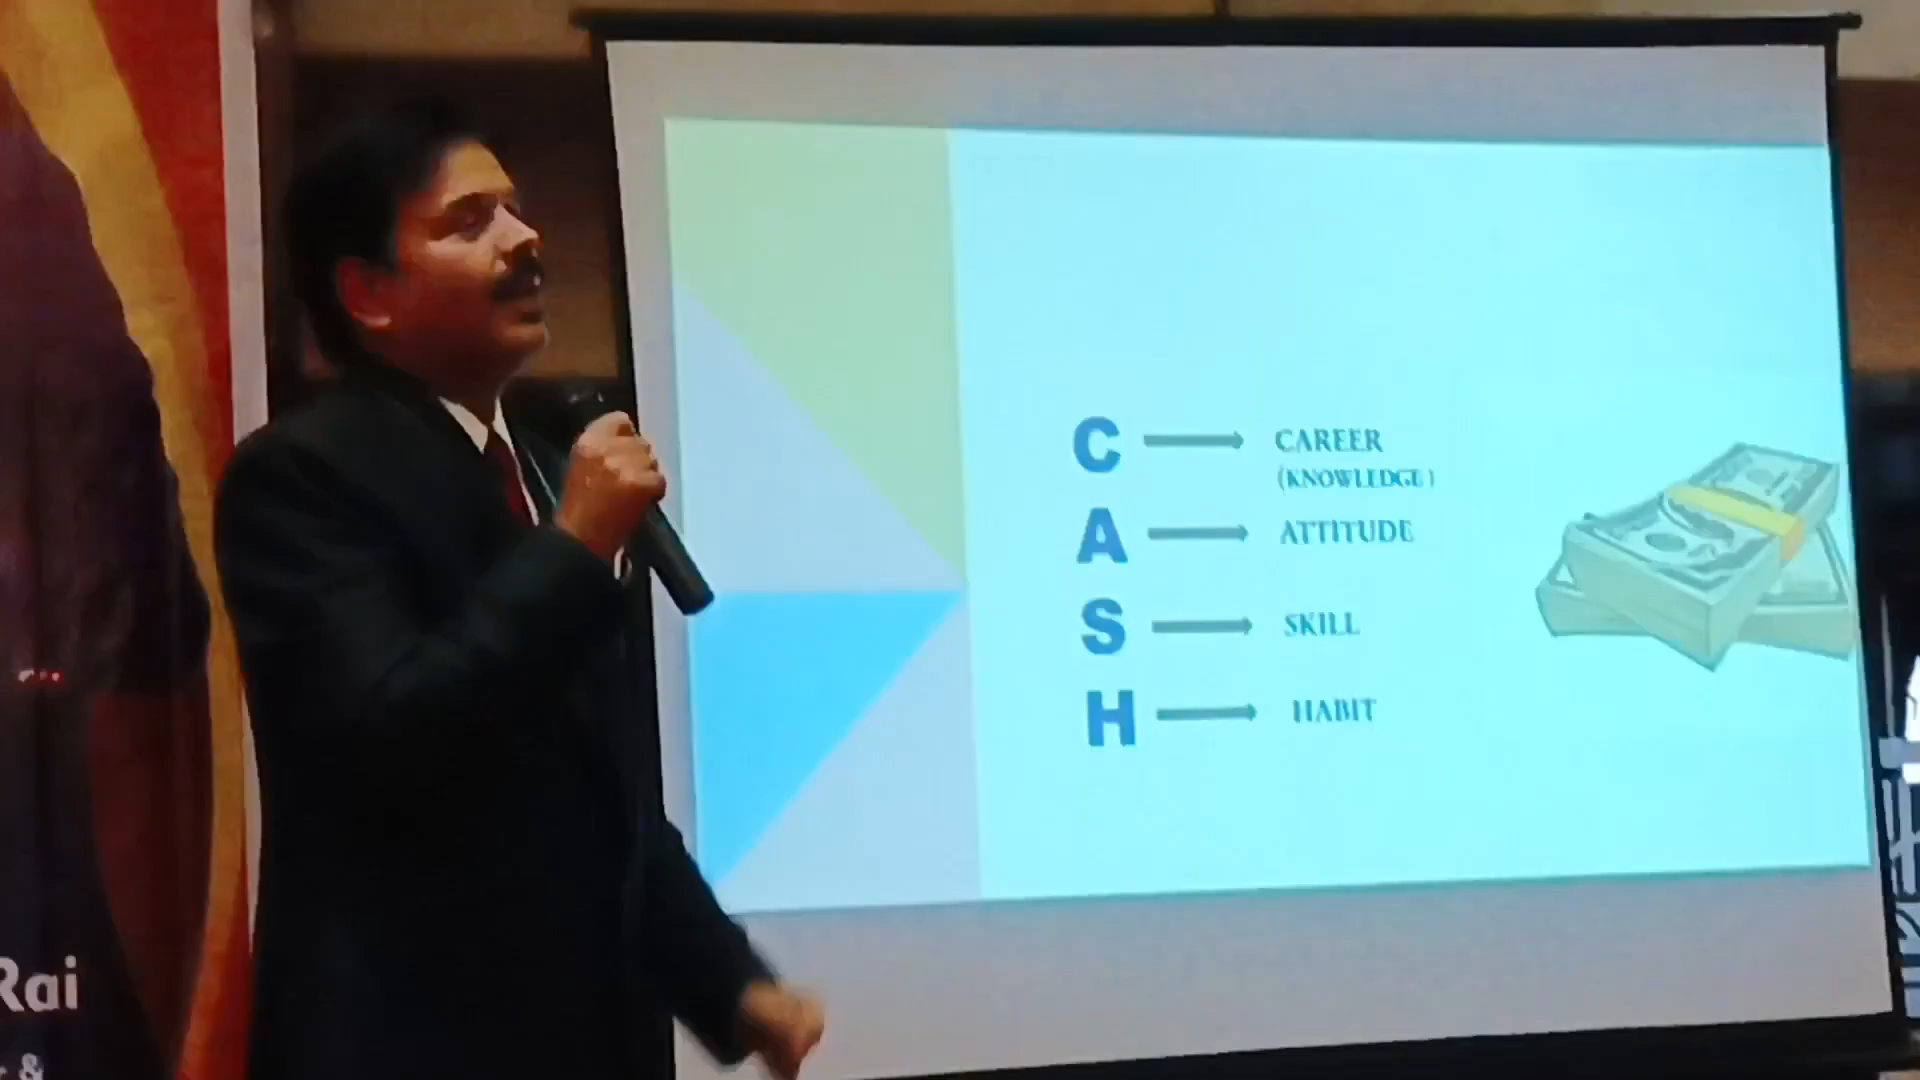 C CAREER
(KNOWLEDGE)
A ATTITUDE
S SKILL
H HABIT
Rai
&